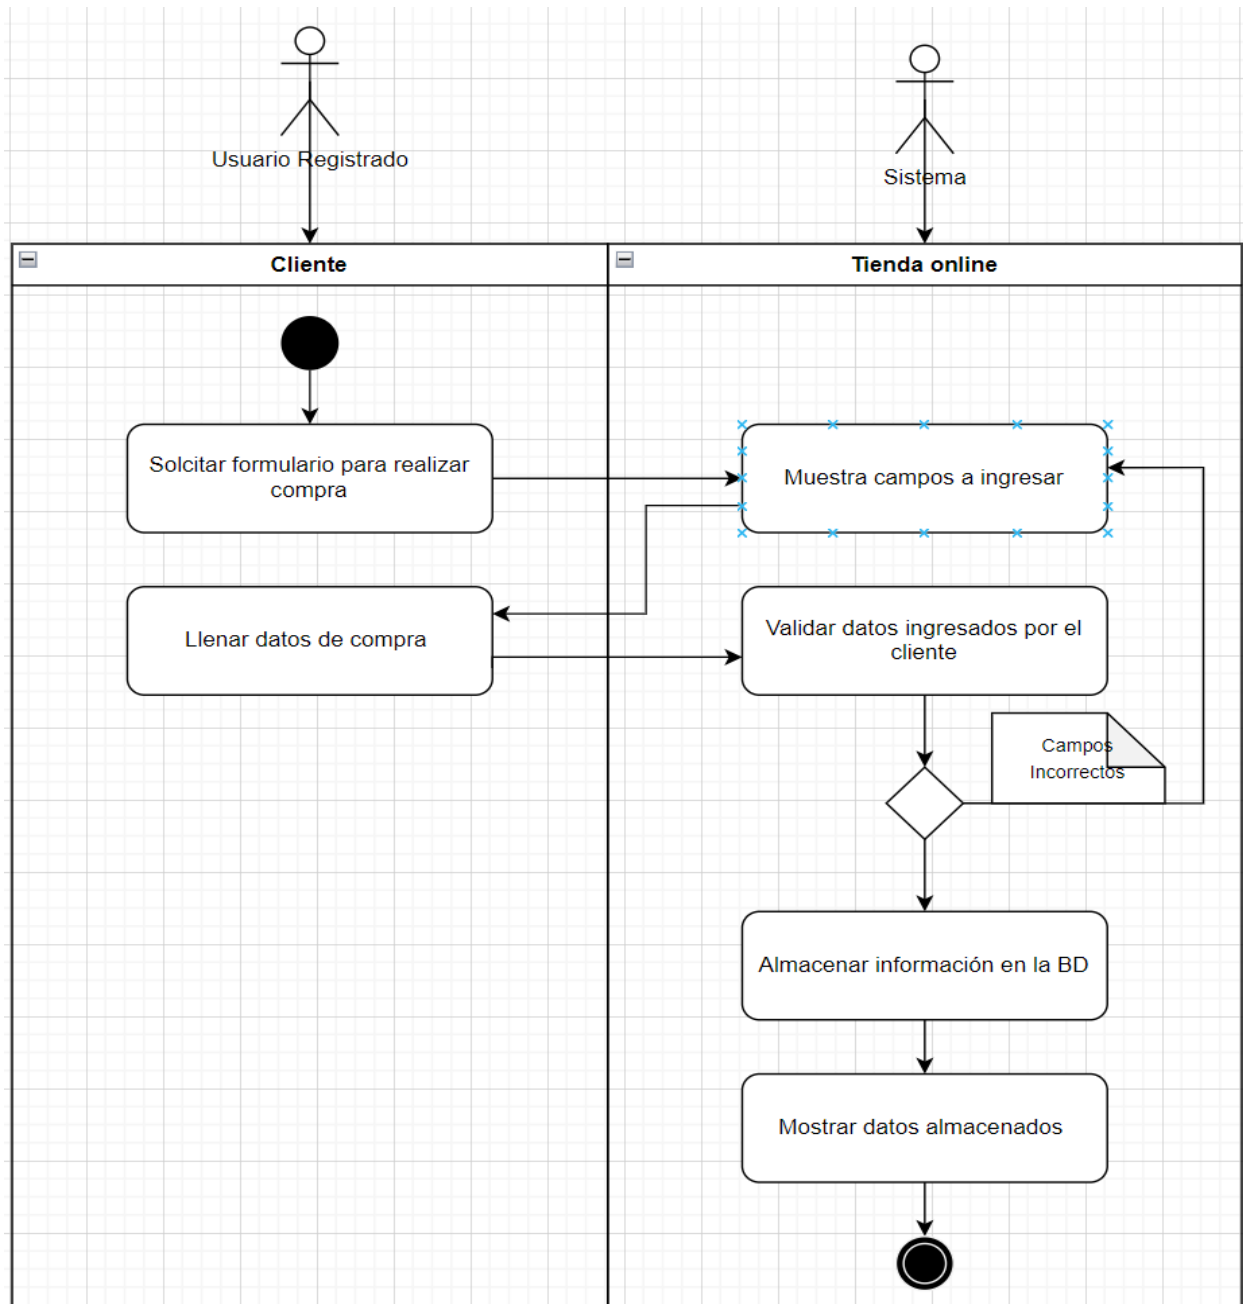 Usuario Registrado
Sistema
Cliente
Tienda online
Solcitar formulario para realizar
compra
Muestra campos a ingresar
Llenar datos de compra
Validar datos ingresados por el
cliente
Campos
Incorrectos
Almacenar información en la BD
Mostrar datos almacenados